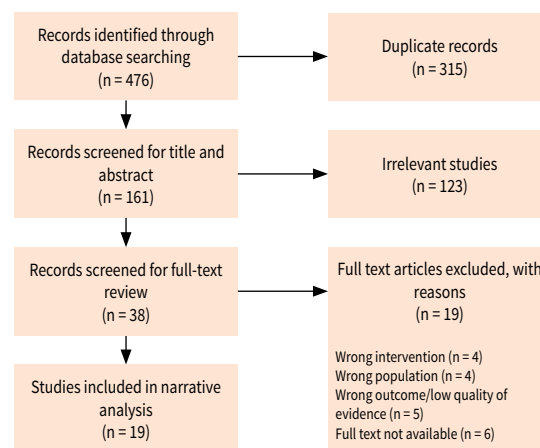 Records identified through
database searching
(n = 476)
Duplicate records
(n = 315)
Records screened for title and
abstract
(n = 161)
Irrelevant studies
(n = 123)
Records screened for full-text
review
(n = 38)
Full text articles excluded, with
reasons
(n = 19)
Wrong intervention (n = 4)
Wrong population (n = 4)
Wrong outcome/low quality of
evidence (n = 5)
Full text not available (n = 6)
Studies included in narrative
analysis
(n = 19)